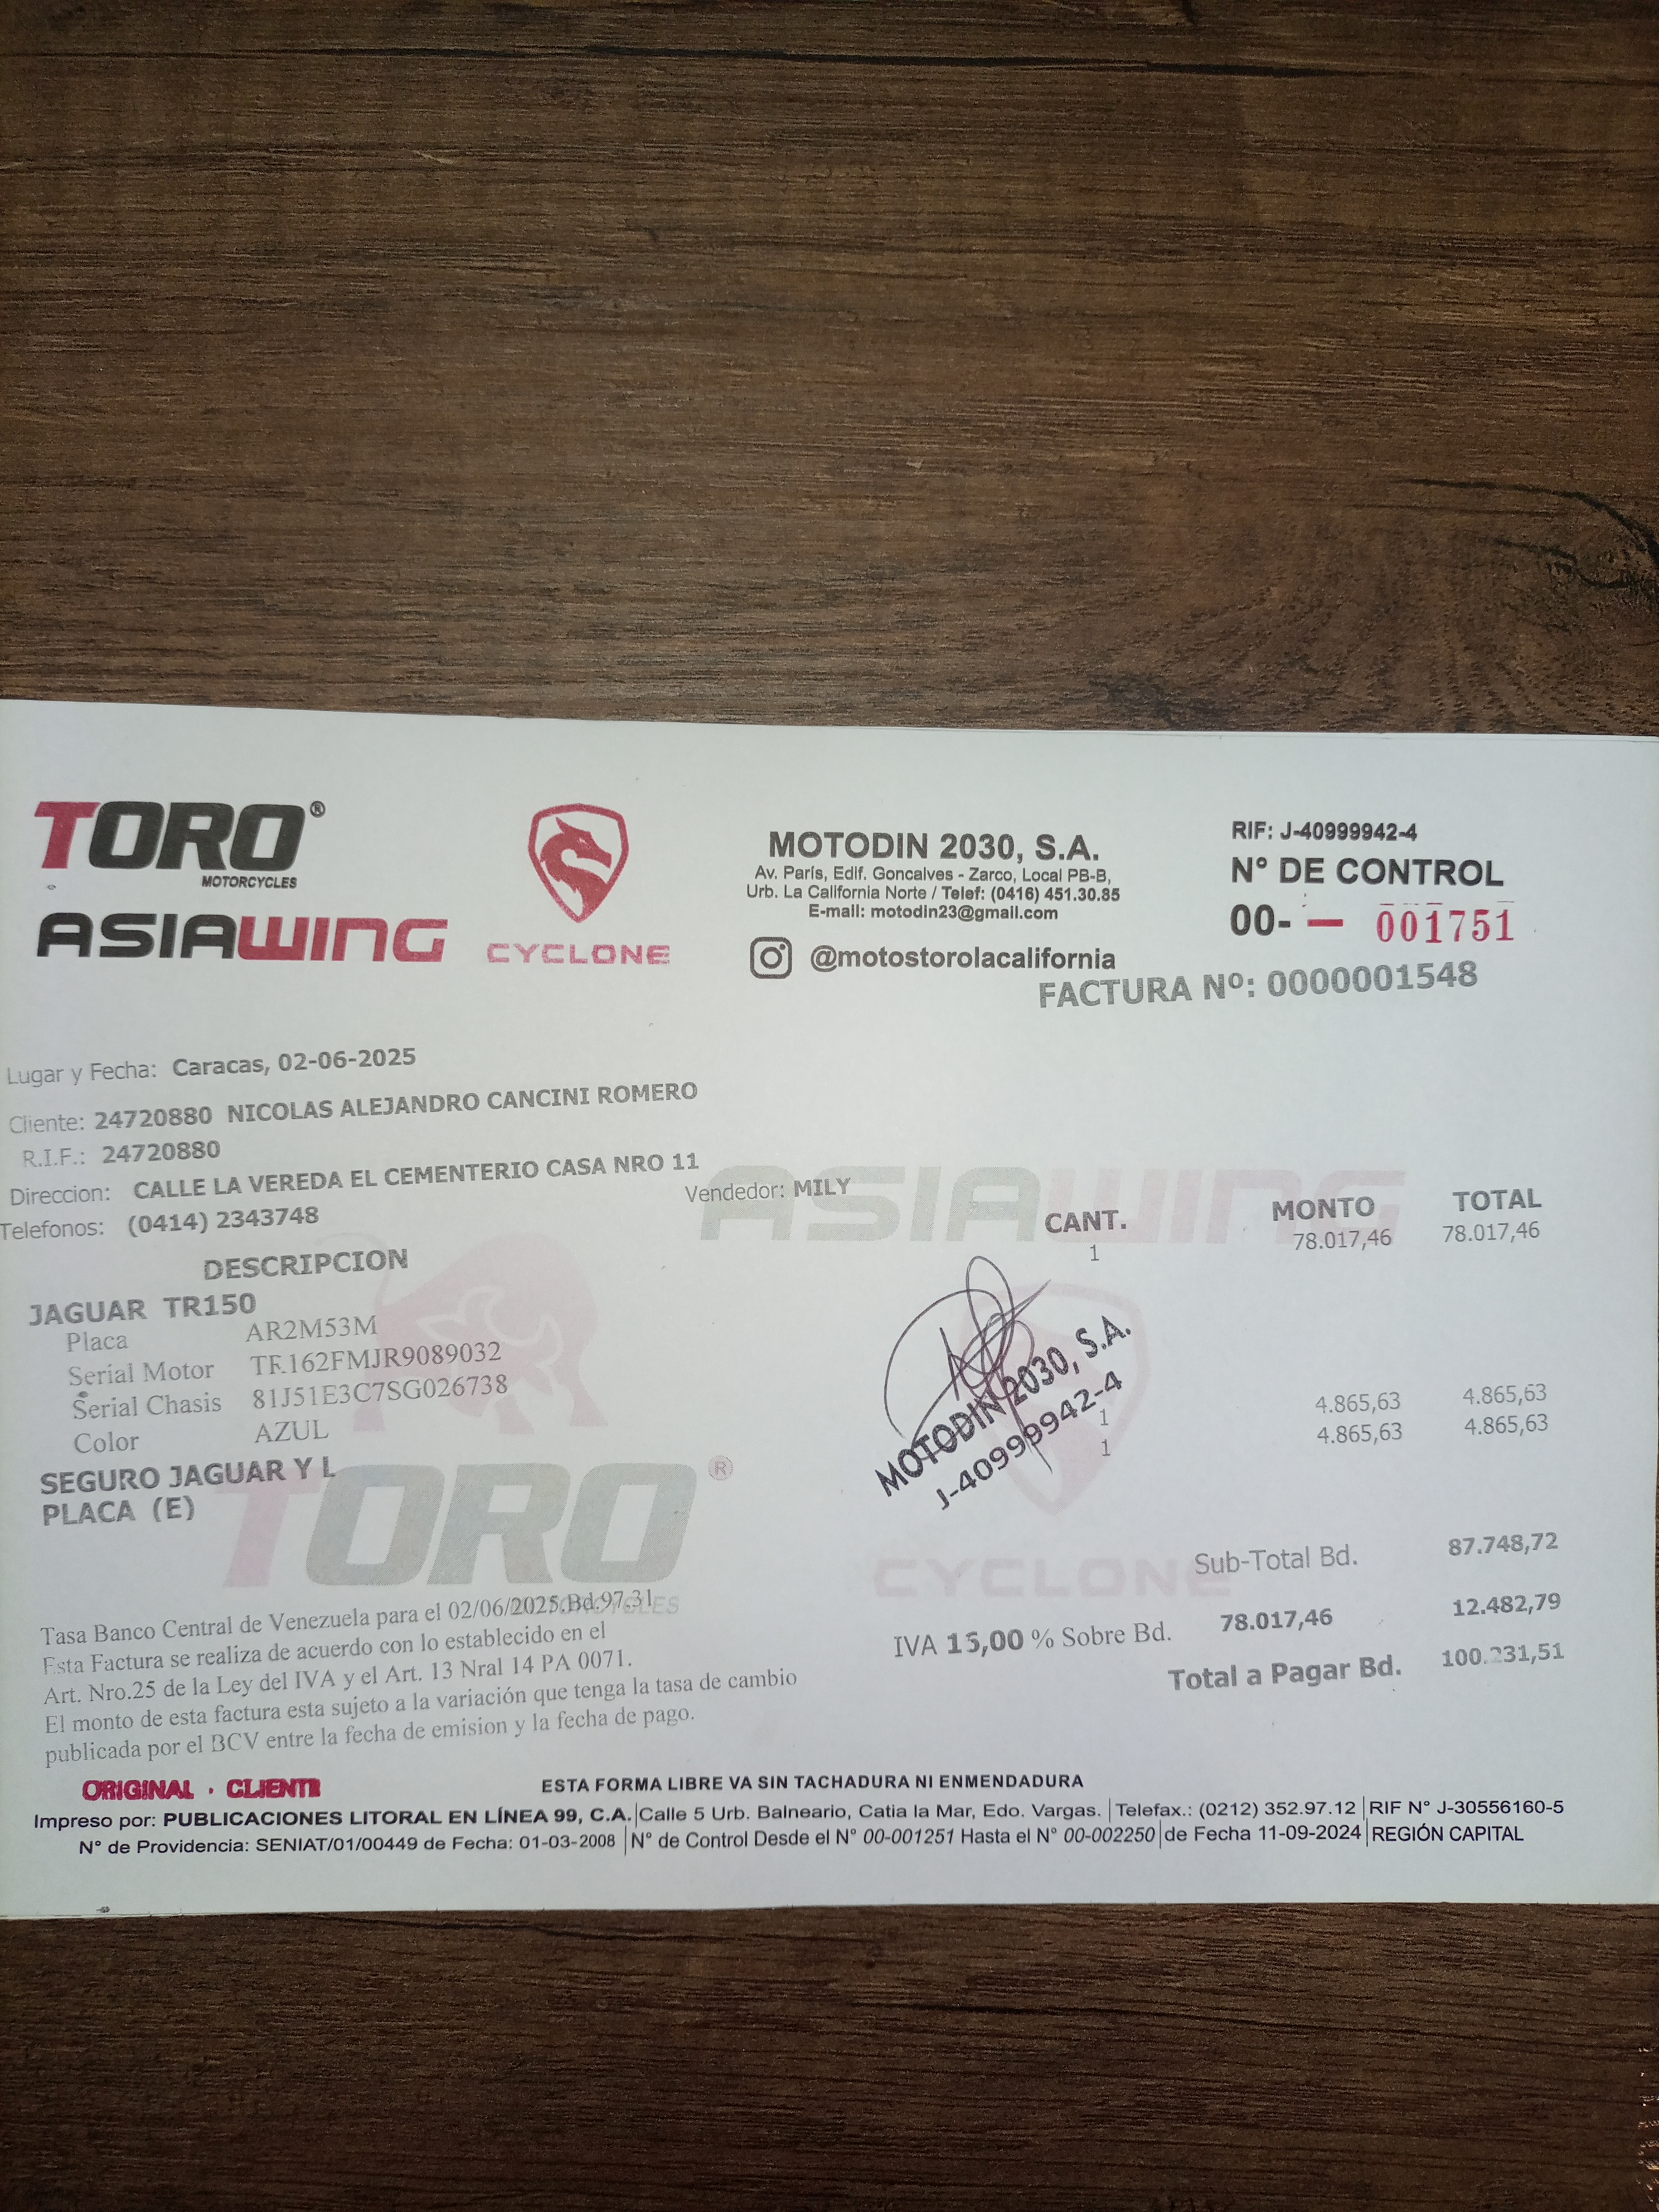 TORO®
MOTORCYCLES
ASIAWING
CYCLONE
MOTODIN 2030, S.A.
Av. París, Edif. Goncalves - Zarco, Local PB-B,
Urb. La California Norte / Telef: (0416) 451.30.85
E-mail: motodin23@gmail.com
@motostorolacalifornia
RIF: J-40999942-4
N° DE CONTROL
00- — 001751
FACTURA Nº: 0000001548
Lugar y Fecha: Caracas, 02-06-2025
Cliente: 24720880 NICOLAS ALEJANDRO CANCINI ROMERO
R.I.F.: 24720880
Direccion: CALLE LA VEREDA EL CEMENTERIO CASA NRO 11
Telefonos: (0414) 2343748
Vendedor: MILY
DESCRIPCION CANT. MONTO TOTAL
JAGUAR TR150 1 78.017,46 78.017,46
Placa AR2M53M
Serial Motor TR162FMJR9089032
Serial Chasis 81J51E3C7SG026738
Color AZUL
SEGURO JAGUAR Y L 1 4.865,63 4.865,63
PLACA (E) 1 4.865,63 4.865,63
MOTODIN 2030, S.A.
J-40999942-4
ASIAWING
TORO®
CYCLONE
Sub-Total Bd. 87.748,72
IVA 16,00 % Sobre Bd. 78.017,46 12.482,79
Total a Pagar Bd. 100.231,51
Tasa Banco Central de Venezuela para el 02/06/2025.Bd.97.31
Esta Factura se realiza de acuerdo con lo establecido en el
Art. Nro.25 de la Ley del IVA y el Art. 13 Nral 14 PA 0071.
El monto de esta factura esta sujeto a la variación que tenga la tasa de cambio
publicada por el BCV entre la fecha de emision y la fecha de pago.
ORIGINAL · CLIENTE
ESTA FORMA LIBRE VA SIN TACHADURA NI ENMENDADURA
Impreso por: PUBLICACIONES LITORAL EN LÍNEA 99, C.A. | Calle 5 Urb. Balneario, Catia la Mar, Edo. Vargas. | Telefax.: (0212) 352.97.12 | RIF N° J-30556160-5
N° de Providencia: SENIAT/01/00449 de Fecha: 01-03-2008 | N° de Control Desde el N° 00-001251 Hasta el N° 00-002250 | de Fecha 11-09-2024 | REGIÓN CAPITAL